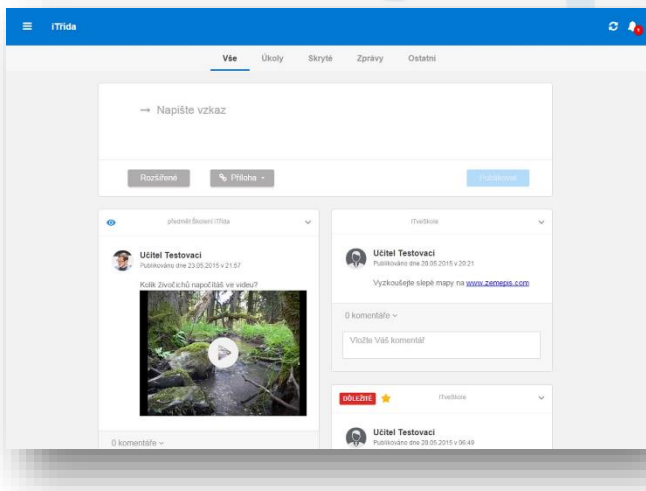 iTřída
1
Vše Úkoly Skryté Zprávy Ostatní
→ Napište vzkaz
Rozšířené Příloha Publikovat
předmět Školení iTřída
Učitel Testovací
Publikováno dne 23.05.2015 v 21:57
Kolik živočichů napočítáš ve videu?
0 komentáře
ITveškole
Učitel Testovací
Publikováno dne 20.05.2015 v 20:21
Vyzkoušejte slepé mapy na www.zemepis.com
0 komentáře
Vložte Váš komentář
DŮLEŽITÉ ITveškole
Učitel Testovací
Publikováno dne 20.05.2015 v 06:49